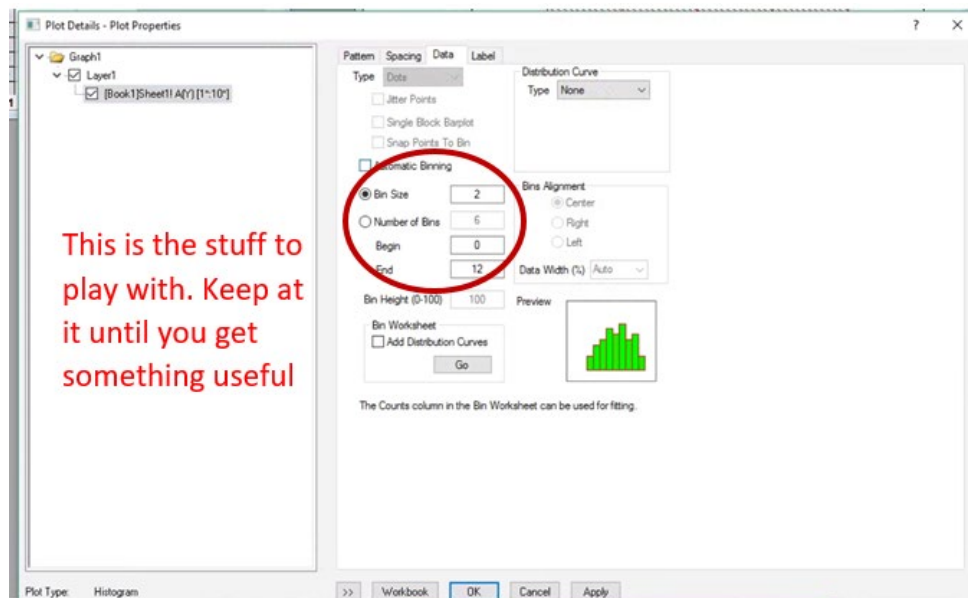 Plot Details - Plot Properties
? X
Graph1
Layer1
[Book1]Sheet1! A(Y) [1*:10*]
This is the stuff to
play with. Keep at
it until you get
something useful
Pattern Spacing Data Label
Type Dots
Jitter Points
Single Block Barplot
Snap Points To Bin
Automatic Binning
Bin Size 2
Number of Bins 6
Begin 0
End 12
Bin Height (0-100) 100
Bin Worksheet
Add Distribution Curves
Go
Distribution Curve
Type None
Bins Alignment
Center
Right
Left
Data Width (%) Auto
Preview
The Counts column in the Bin Worksheet can be used for fitting.
Plot Type: Histogram
>> Workbook OK Cancel Apply